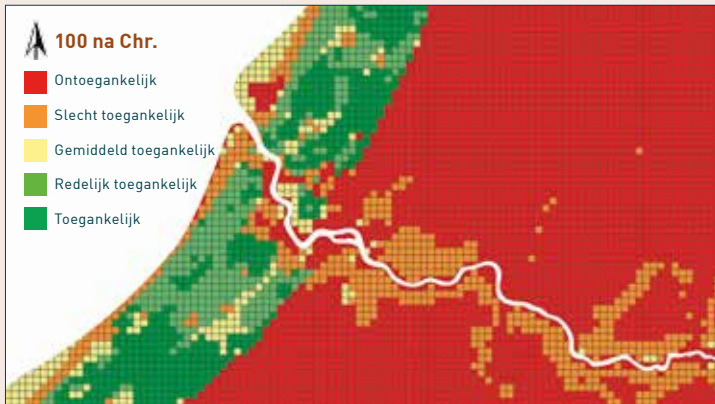 100 na Chr.
Ontoegankelijk
Slecht toegankelijk
Gemiddeld toegankelijk
Redelijk toegankelijk
Toegankelijk